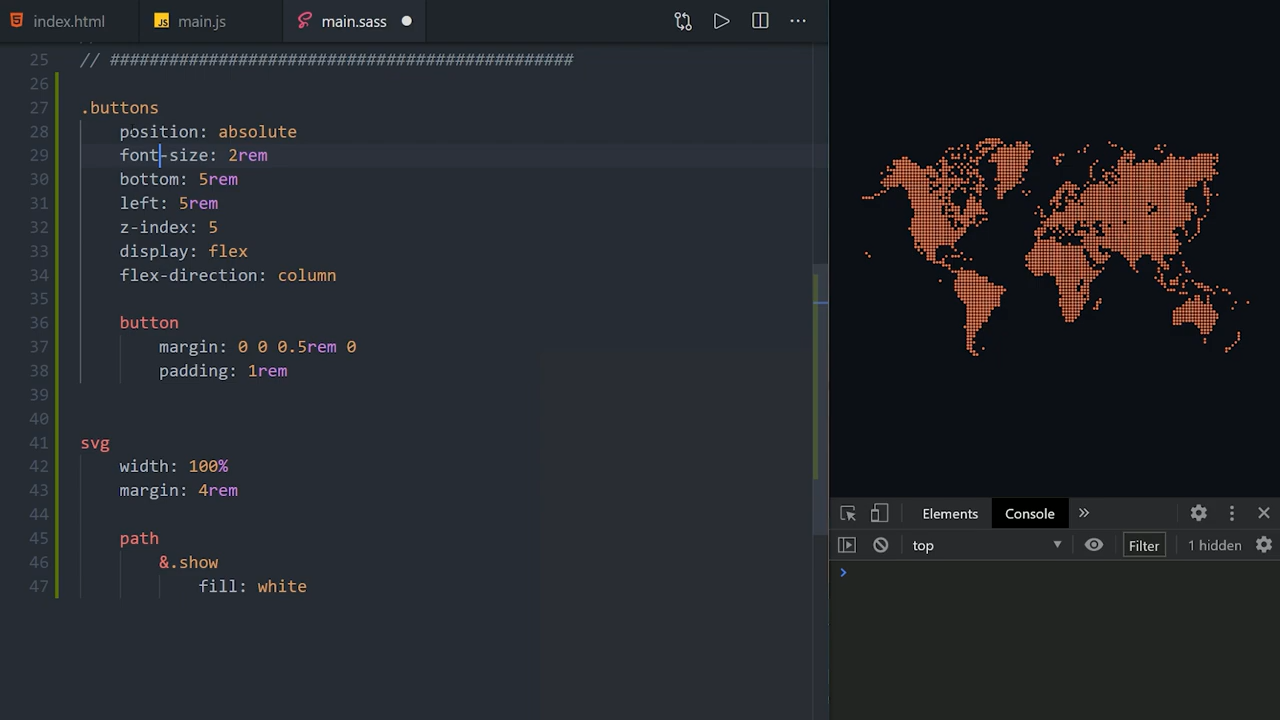 index.html
main.js
main.sass
25 // ###############################################
26
27 .buttons
28 position: absolute
29 font-size: 2rem
30 bottom: 5rem
31 left: 5rem
32 z-index: 5
33 display: flex
34 flex-direction: column
35
36 button
37 margin: 0 0 0.5rem 0
38 padding: 1rem
39
40
41 svg
42 width: 100%
43 margin: 4rem
44
45 path
46 &.show
47 fill: white
Elements
Console
top
Filter
1 hidden